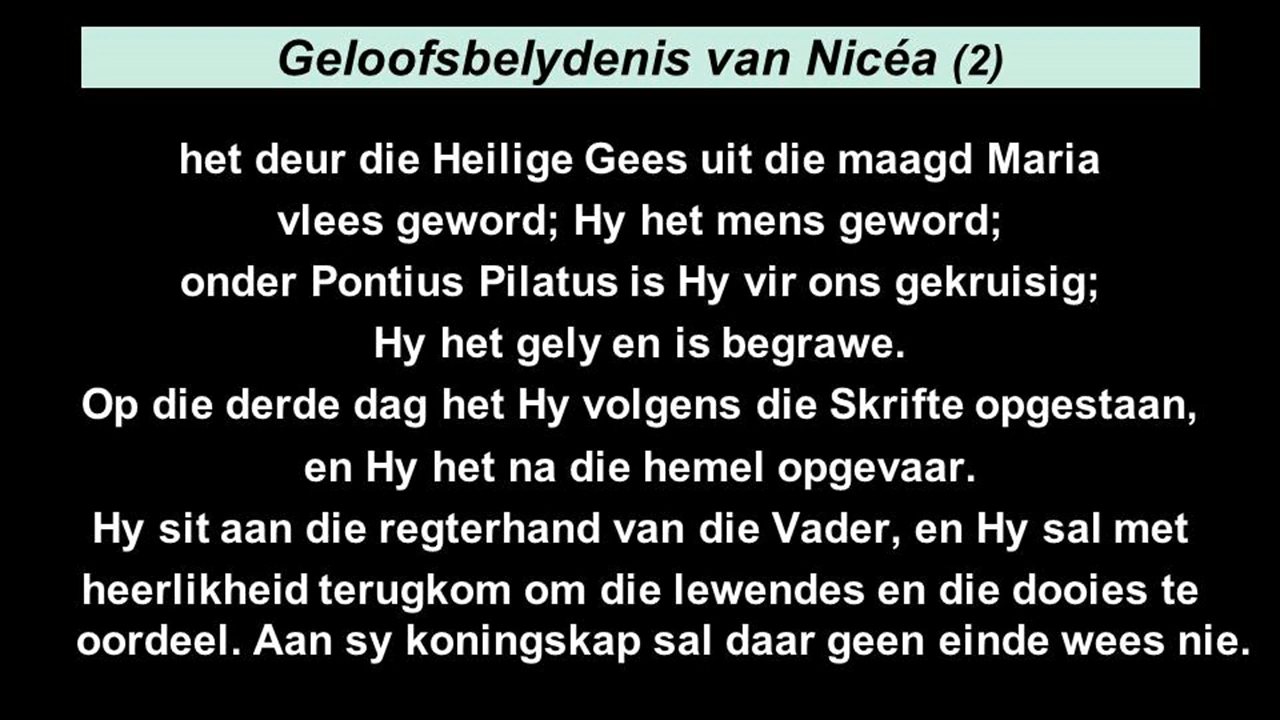 Geloofsbelydenis van Nicéa (2)
het deur die Heilige Gees uit die maagd Maria
vlees geword; Hy het mens geword;
onder Pontius Pilatus is Hy vir ons gekruisig;
Hy het gely en is begrawe.
Op die derde dag het Hy volgens die Skrifte opgestaan,
en Hy het na die hemel opgevaar.
Hy sit aan die regterhand van die Vader, en Hy sal met
heerlikheid terugkom om die lewendes en die dooies te
oordeel. Aan sy koningskap sal daar geen einde wees nie.